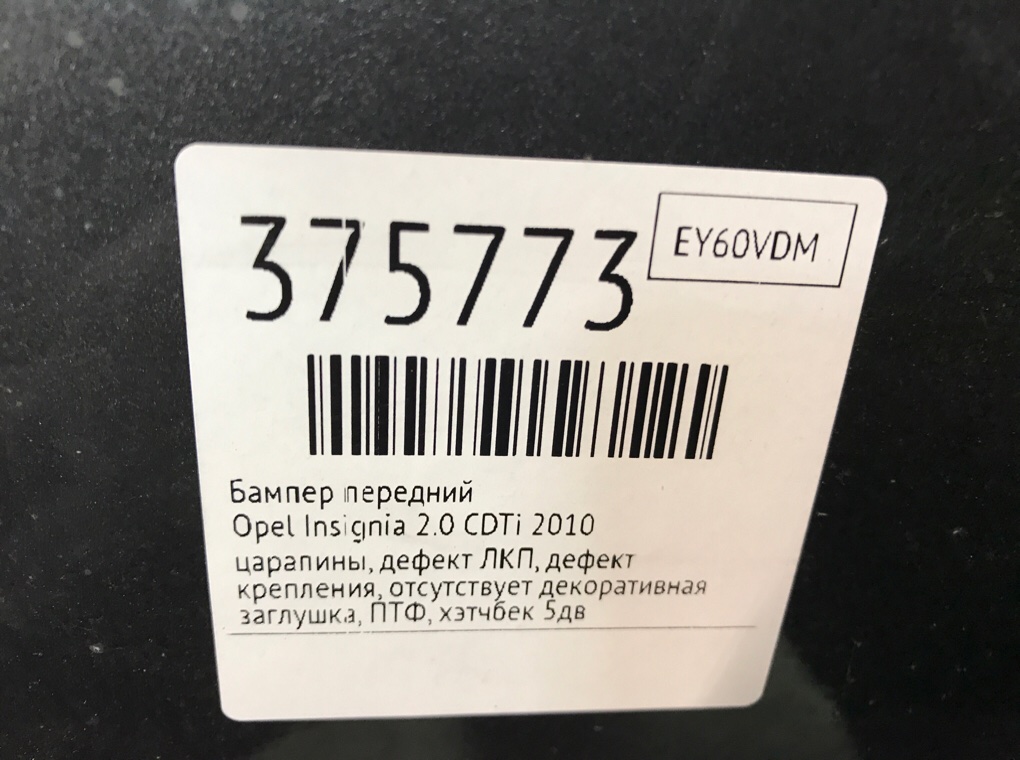 375773
EY60VDM
Бампер передний
Opel Insignia 2.0 CDTi 2010
царапины, дефект ЛКП, дефект
крепления, отсутствует декоративная
заглушка, ПТФ, хэтчбек 5дв